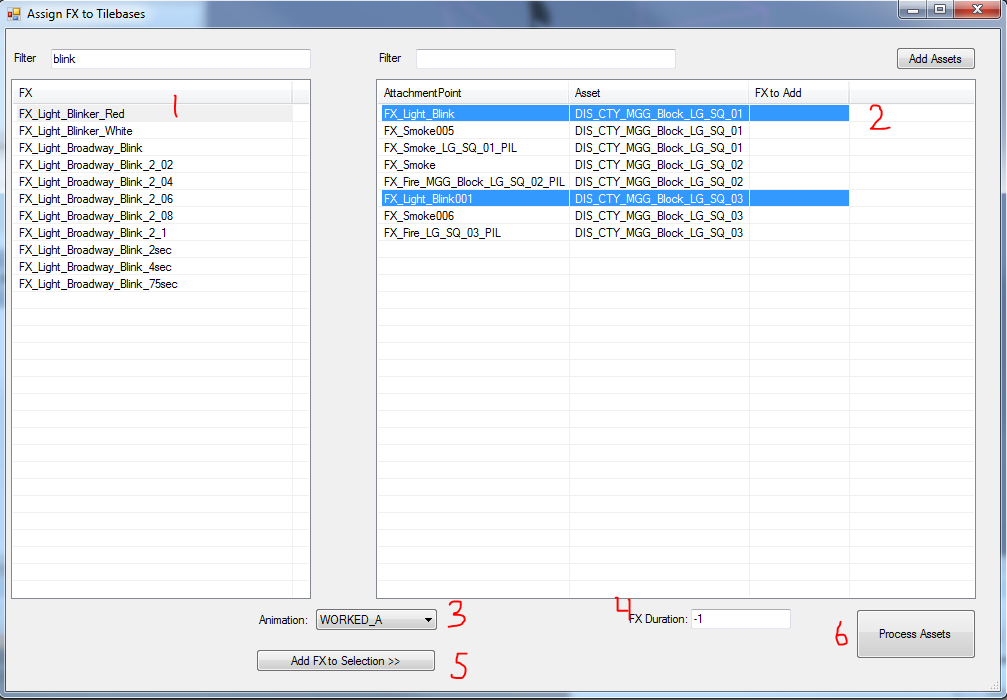 Assign FX to Tilebases
Filter blink
Filter
Add Assets
FX
1
FX_Light_Blinker_Red
FX_Light_Blinker_White
FX_Light_Broadway_Blink
FX_Light_Broadway_Blink_2_02
FX_Light_Broadway_Blink_2_04
FX_Light_Broadway_Blink_2_06
FX_Light_Broadway_Blink_2_08
FX_Light_Broadway_Blink_2_1
FX_Light_Broadway_Blink_2sec
FX_Light_Broadway_Blink_4sec
FX_Light_Broadway_Blink_75sec
AttachmentPoint Asset FX to Add
FX_Light_Blink DIS_CTY_MGG_Block_LG_SQ_01
2
FX_Smoke005 DIS_CTY_MGG_Block_LG_SQ_01
FX_Smoke_LG_SQ_01_PIL DIS_CTY_MGG_Block_LG_SQ_01
FX_Smoke DIS_CTY_MGG_Block_LG_SQ_02
FX_Fire_MGG_Block_LG_SQ_02_PIL DIS_CTY_MGG_Block_LG_SQ_02
FX_Light_Blink001 DIS_CTY_MGG_Block_LG_SQ_03
FX_Smoke006 DIS_CTY_MGG_Block_LG_SQ_03
FX_Fire_LG_SQ_03_PIL DIS_CTY_MGG_Block_LG_SQ_03
Animation: WORKED_A 3
4 FX Duration: -1
6 Process Assets
Add FX to Selection >> 5